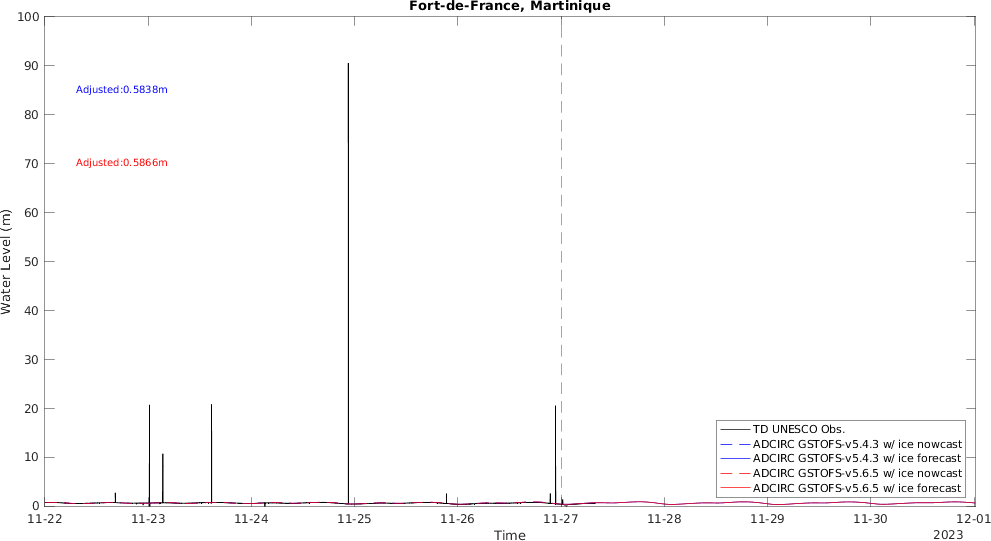 Fort-de-France, Martinique
100
90
80
70
60
50
40
30
20
10
0
Water Level (m)
Adjusted:0.5838m
Adjusted:0.5866m
TD UNESCO Obs.
ADCIRC GSTOFS-v5.4.3 w/ ice nowcast
ADCIRC GSTOFS-v5.4.3 w/ ice forecast
ADCIRC GSTOFS-v5.6.5 w/ ice nowcast
ADCIRC GSTOFS-v5.6.5 w/ ice forecast
11-22 11-23 11-24 11-25 11-26 11-27 11-28 11-29 11-30 12-01
Time
2023